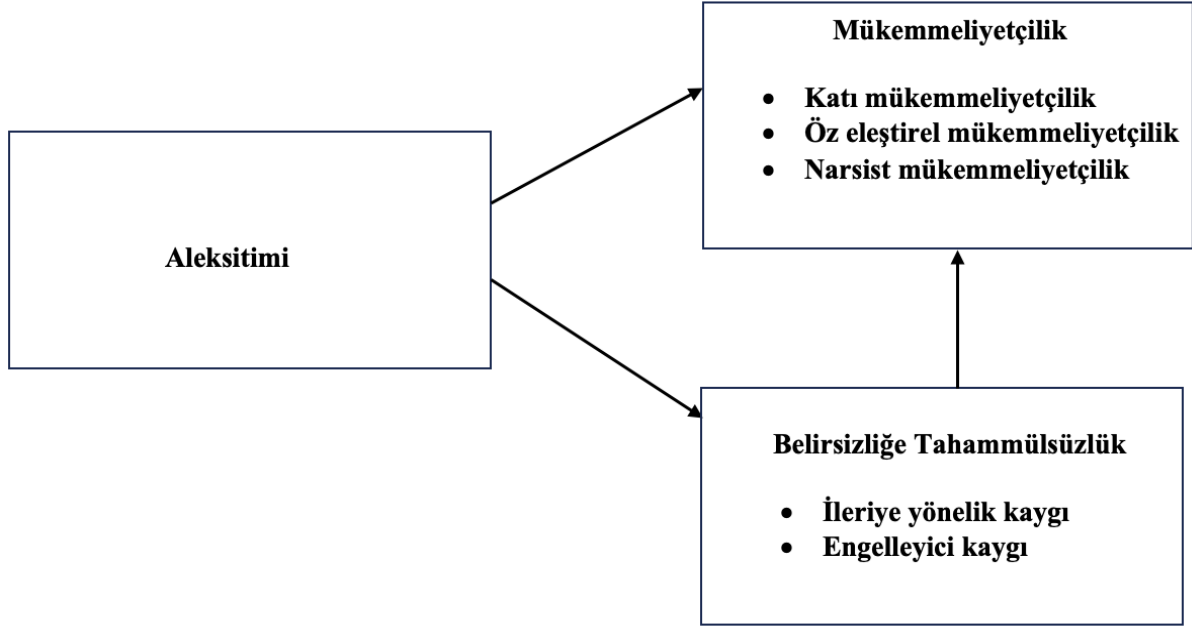 Mükemmeliyetçilik
• Katı mükemmeliyetçilik
• Öz eleştirel mükemmeliyetçilik
• Narsist mükemmeliyetçilik
Aleksitimi
Belirsizliğe Tahammülsüzlük
• İleriye yönelik kaygı
• Engelleyici kaygı